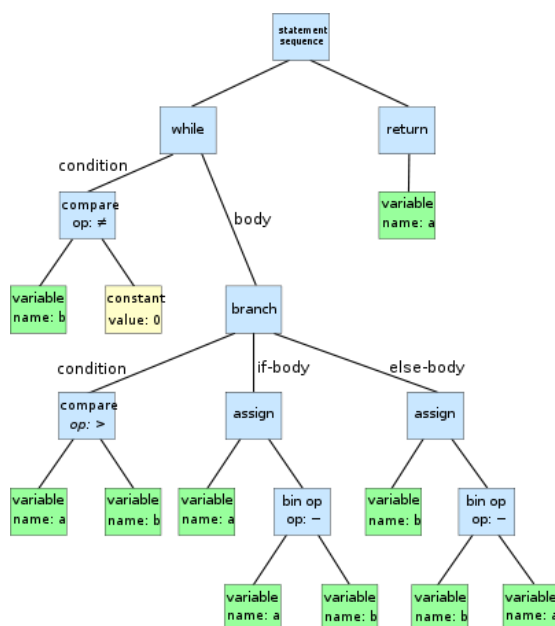 statement
sequence
while
return
condition
compare
op: ≠
body
variable
name: a
variable
name: b
constant
value: 0
branch
condition
if-body
else-body
compare
op: >
assign
assign
variable
name: a
variable
name: b
variable
name: a
bin op
op: −
variable
name: b
bin op
op: −
variable
name: a
variable
name: b
variable
name: b
variable
name: a